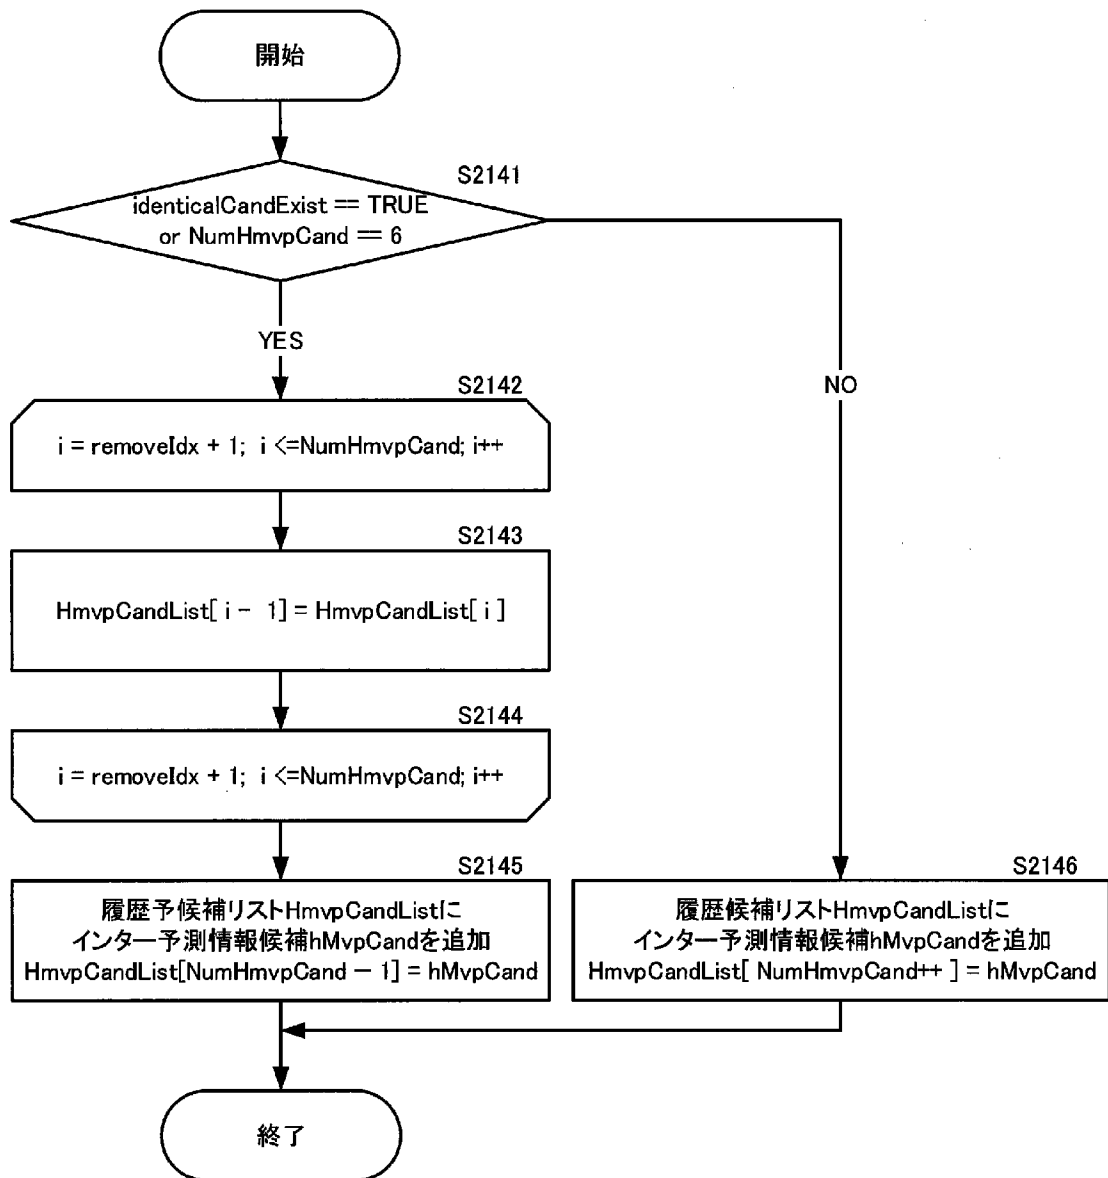 開始
S2141
identicalCandExist == TRUE
or NumHmvpCand == 6
YES
NO
S2142
i = removeIdx + 1; i <=NumHmvpCand; i++
S2143
HmvpCandList[ i - 1] = HmvpCandList[ i ]
S2144
i = removeIdx + 1; i <=NumHmvpCand; i++
S2145
履歴予候補リストHmvpCandListに
インター予測情報候補hMvpCandを追加
HmvpCandList[NumHmvpCand - 1] = hMvpCand
S2146
履歴候補リストHmvpCandListに
インター予測情報候補hMvpCandを追加
HmvpCandList[ NumHmvpCand++ ] = hMvpCand
終了